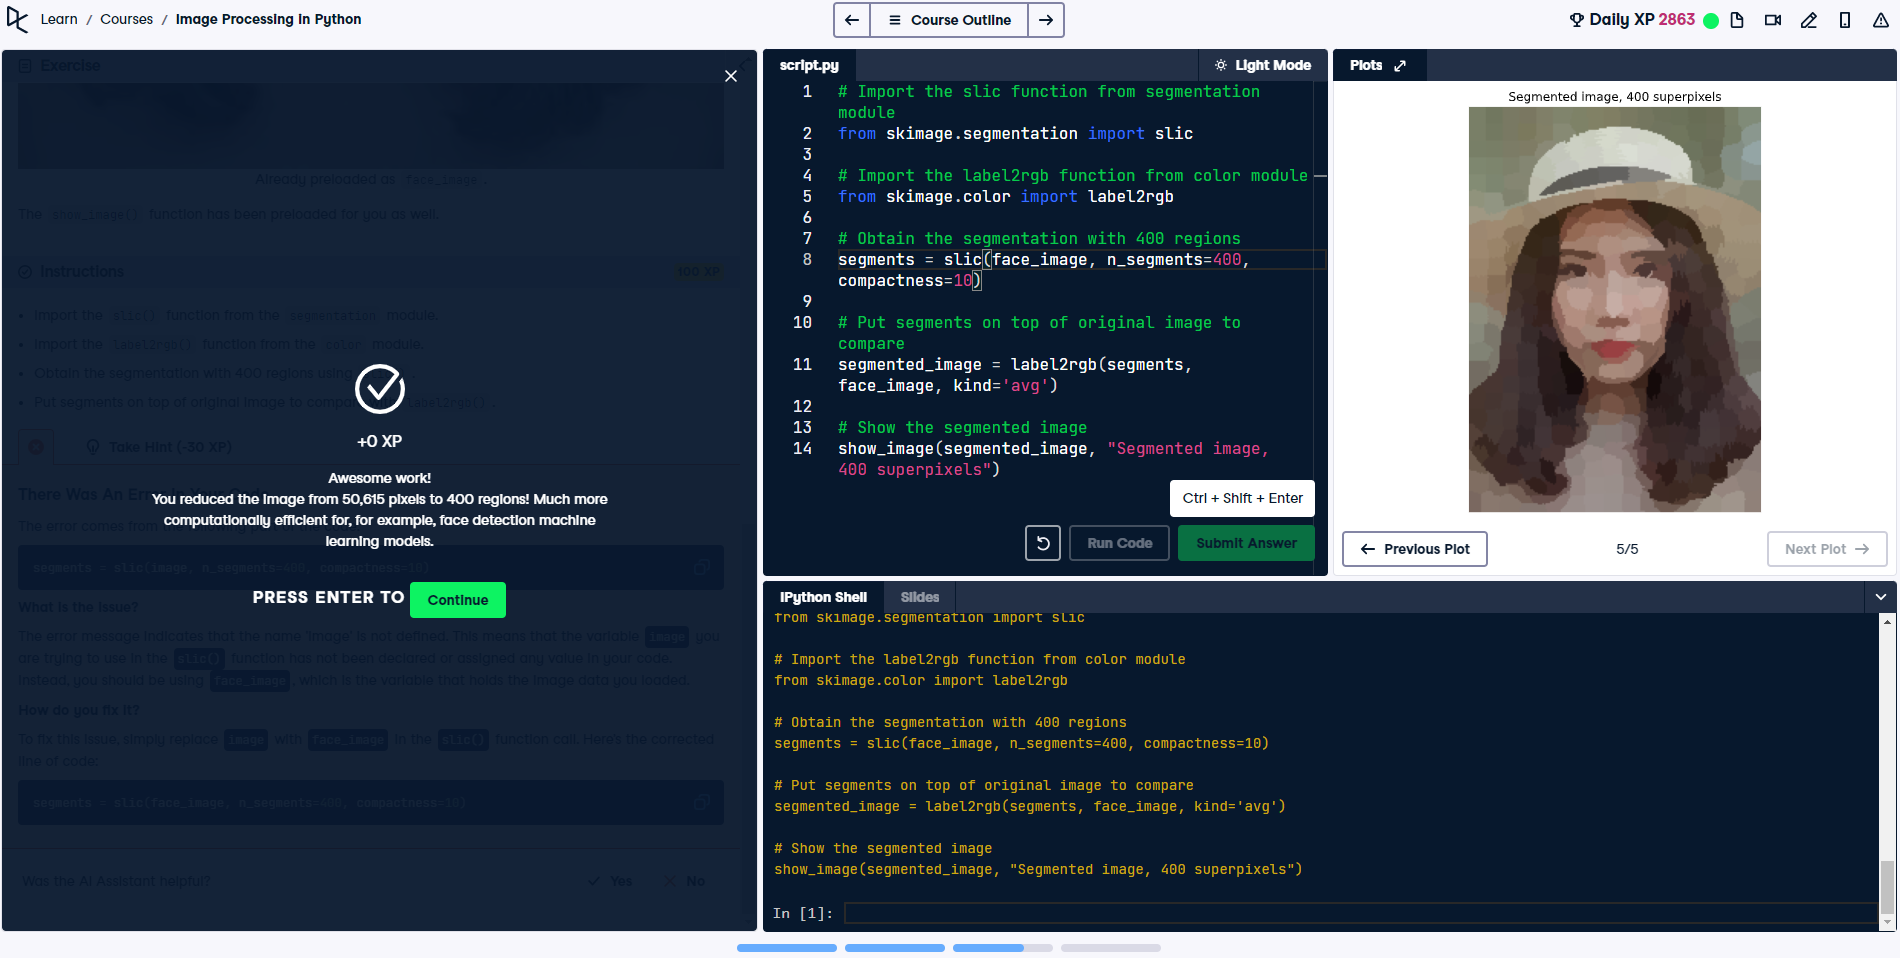 Learn / Courses / Image Processing in Python
Course Outline
Daily XP 2863
Exercise
Already preloaded as face_image.
The show_image() function has been preloaded for you as well.
Instructions
100 XP
Import the slic() function from the segmentation module.
Import the label2rgb() function from the color module.
Obtain the segmentation with 400 regions using
Put segments on top of original image to label2rgb().
Take Hint (-30 XP)
+0 XP
Awesome work!
You reduced the image from 50,615 pixels to 400 regions! Much more
computationally efficient for, for example, face detection machine
learning models.
PRESS ENTER TO Continue
There Was An Error
The error comes from
segments = slic(image, n_segments=400, compactness=10)
What is the issue?
The error message indicates that the name 'image' is not defined. This means that the variable image you
are trying to use in the slic() function has not been declared or assigned any value in your code.
Instead, you should be using face_image, which is the variable that holds the image data you loaded.
How do you fix it?
To fix this issue, simply replace image with face_image in the slic() function call. Here's the corrected
line of code:
segments = slic(face_image, n_segments=400, compactness=10)
Was the AI Assistant helpful?
Yes
No
script.py
Light Mode
1 # Import the slic function from segmentation
module
2 from skimage.segmentation import slic
3
4 # Import the label2rgb function from color module
5 from skimage.color import label2rgb
6
7 # Obtain the segmentation with 400 regions
8 segments = slic(face_image, n_segments=400,
compactness=10)
9
10 # Put segments on top of original image to
compare
11 segmented_image = label2rgb(segments,
face_image, kind='avg')
12
13 # Show the segmented image
14 show_image(segmented_image, "Segmented image,
400 superpixels")
Ctrl + Shift + Enter
Run Code
Submit Answer
Plots
Segmented image, 400 superpixels
Previous Plot
5/5
Next Plot
IPython Shell
Slides
from skimage.segmentation import slic
# Import the label2rgb function from color module
from skimage.color import label2rgb
# Obtain the segmentation with 400 regions
segments = slic(face_image, n_segments=400, compactness=10)
# Put segments on top of original image to compare
segmented_image = label2rgb(segments, face_image, kind='avg')
# Show the segmented image
show_image(segmented_image, "Segmented image, 400 superpixels")
In [1]: